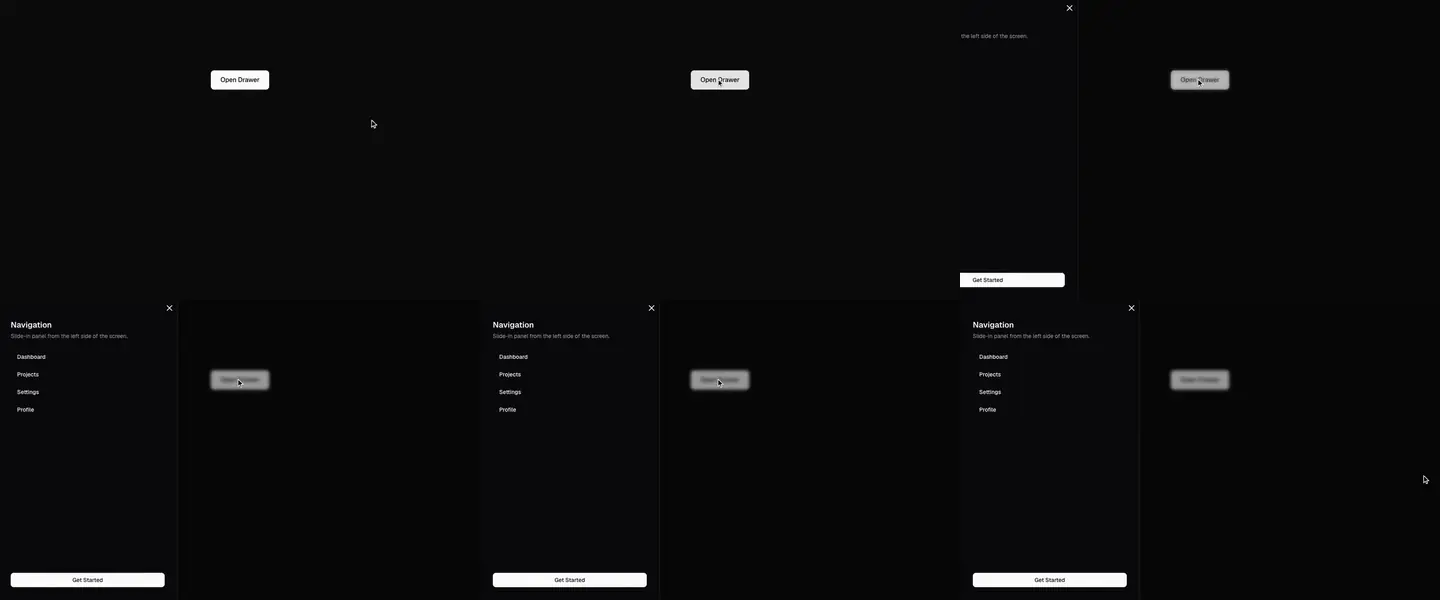 Open Drawer
Open Drawer
the left side of the screen.
Open Drawer
Get Started
Navigation
Slide-in panel from the left side of the screen.
Dashboard
Projects
Settings
Profile
Get Started
Navigation
Slide-in panel from the left side of the screen.
Dashboard
Projects
Settings
Profile
Get Started
Navigation
Slide-in panel from the left side of the screen.
Dashboard
Projects
Settings
Profile
Get Started